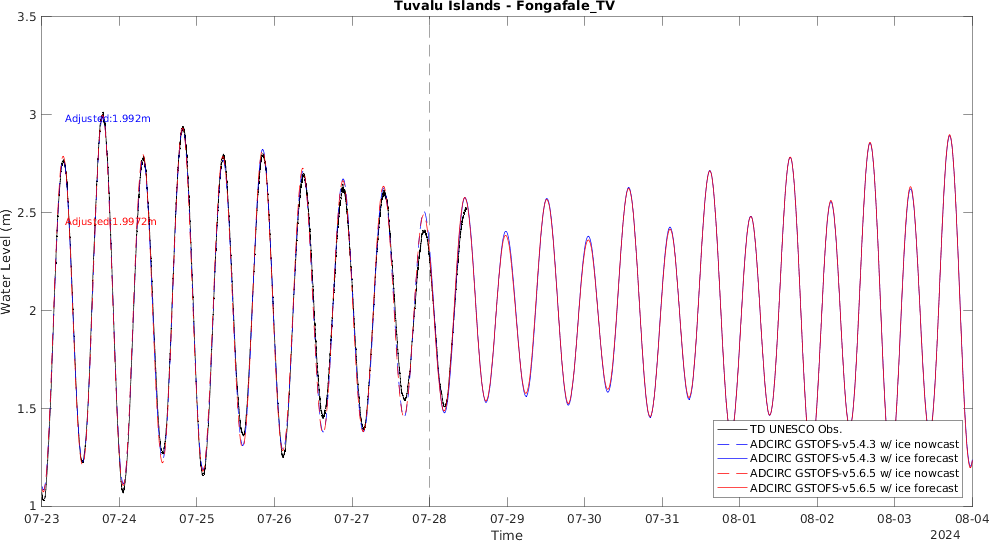 Tuvalu Islands - Fongafale_TV
3.5
3
2.5
2
1.5
1
Water Level (m)
Adjusted:1.992m
Adjusted:1.9972m
TD UNESCO Obs.
ADCIRC GSTOFS-v5.4.3 w/ ice nowcast
ADCIRC GSTOFS-v5.4.3 w/ ice forecast
ADCIRC GSTOFS-v5.6.5 w/ ice nowcast
ADCIRC GSTOFS-v5.6.5 w/ ice forecast
07-23 07-24 07-25 07-26 07-27 07-28 07-29 07-30 07-31 08-01 08-02 08-03 08-04
Time
2024